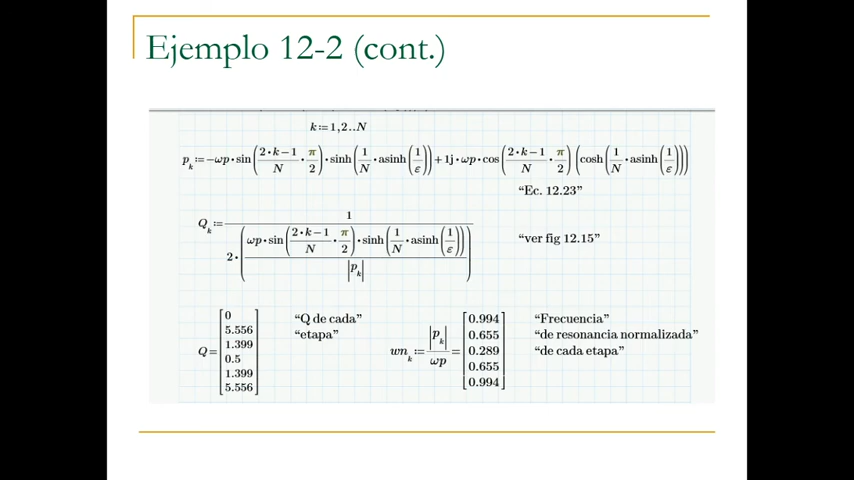 Ejemplo 12-2 (cont.)
k:=1,2..N
p_k:=-ωp•sin((2•k-1)/N•π/2)•sinh(1/N•asinh(1/ε))+1j•ωp•cos((2•k-1)/N•π/2)(cosh(1/N•asinh(1/ε)))
“Ec. 12.23”
Q_k:=1/(2•((ωp•sin((2•k-1)/N•π/2)•sinh(1/N•asinh(1/ε)))/|p_k|))
“ver fig 12.15”
Q=[0 5.556 1.399 0.5 1.399 5.556]
“Q de cada”
“etapa”
wn_k:=|p_k|/ωp=[0.994 0.655 0.289 0.655 0.994]
“Frecuencia”
“de resonancia normalizada”
“de cada etapa”